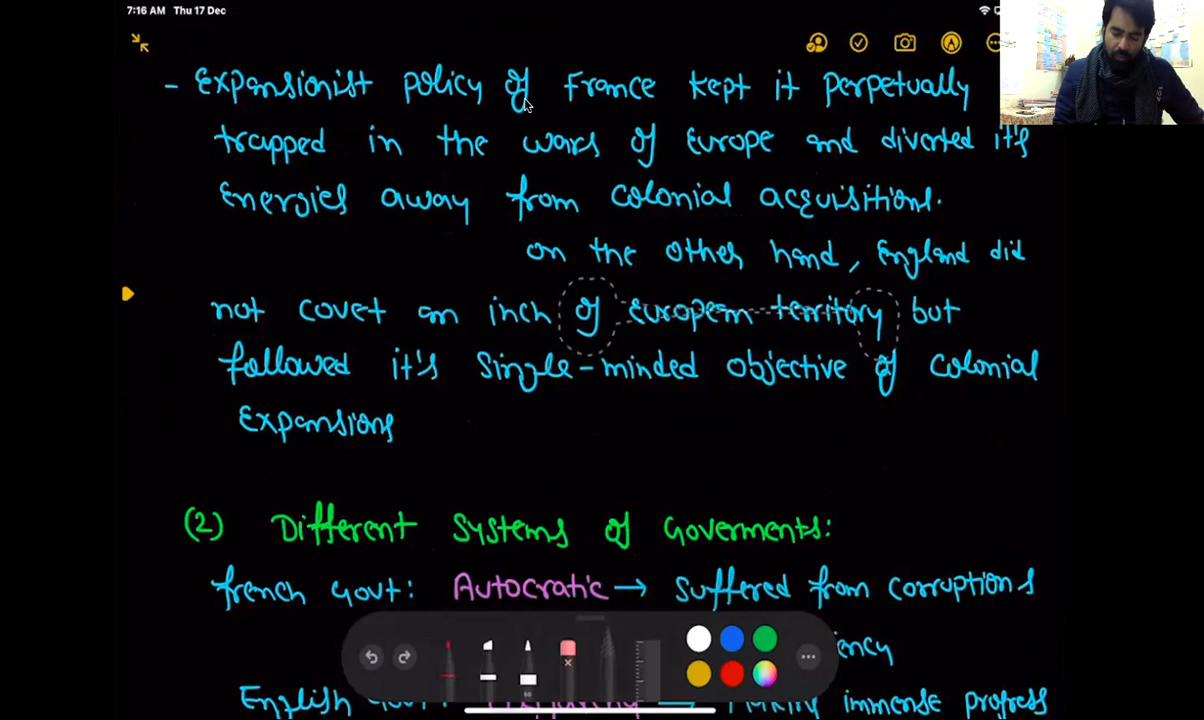 7:16 AM Thu 17 Dec
- Expansionist policy of France kept it perpetually
trapped in the wars of Europe and diverted it's
Energies away from colonial acquisitions.
on the other hand, England did
not covet an inch of European territory but
followed it's Single-minded objective of colonial
Expansions
(2) Different Systems of Goverments:
french Govt: Autocratic → suffered from corruptions
English → Making immense progress